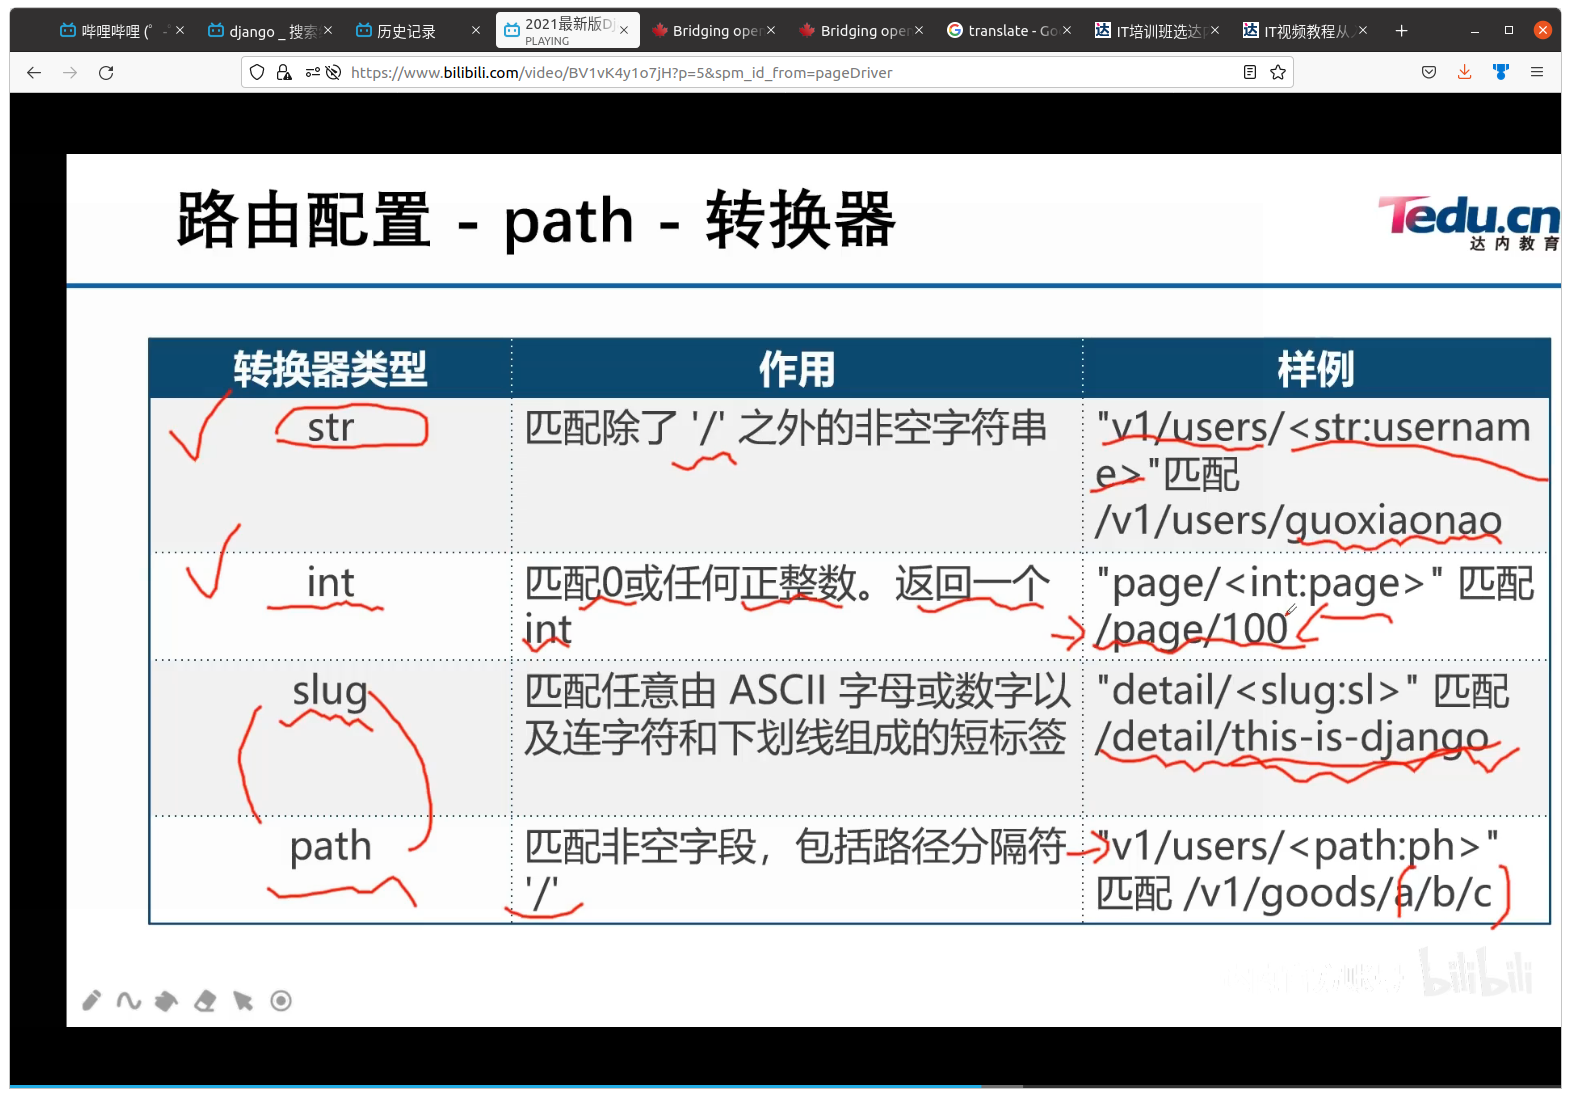 哔哩哔哩 (゜-
django _ 搜索
历史记录
2021最新版Dj
PLAYING
Bridging oper
Bridging oper
translate - Go
IT培训班选达
IT视频教程从
https://www.bilibili.com/video/BV1vK4y1o7jH?p=5&spm_id_from=pageDriver
路由配置 - path - 转换器
Tedu.cn
达内教育
转换器类型 作用 样例
str 匹配除了 '/' 之外的非空字符串 "v1/users/<str:usernam
e>"匹配
/v1/users/guoxiaonao
int 匹配0或任何正整数。返回一个 "page/<int:page>" 匹配
int /page/100
slug 匹配任意由 ASCII 字母或数字以 "detail/<slug:sl>" 匹配
及连字符和下划线组成的短标签 /detail/this-is-django
path 匹配非空字段，包括路径分隔符 "v1/users/<path:ph>"
'/' 匹配 /v1/goods/a/b/c
bilibili